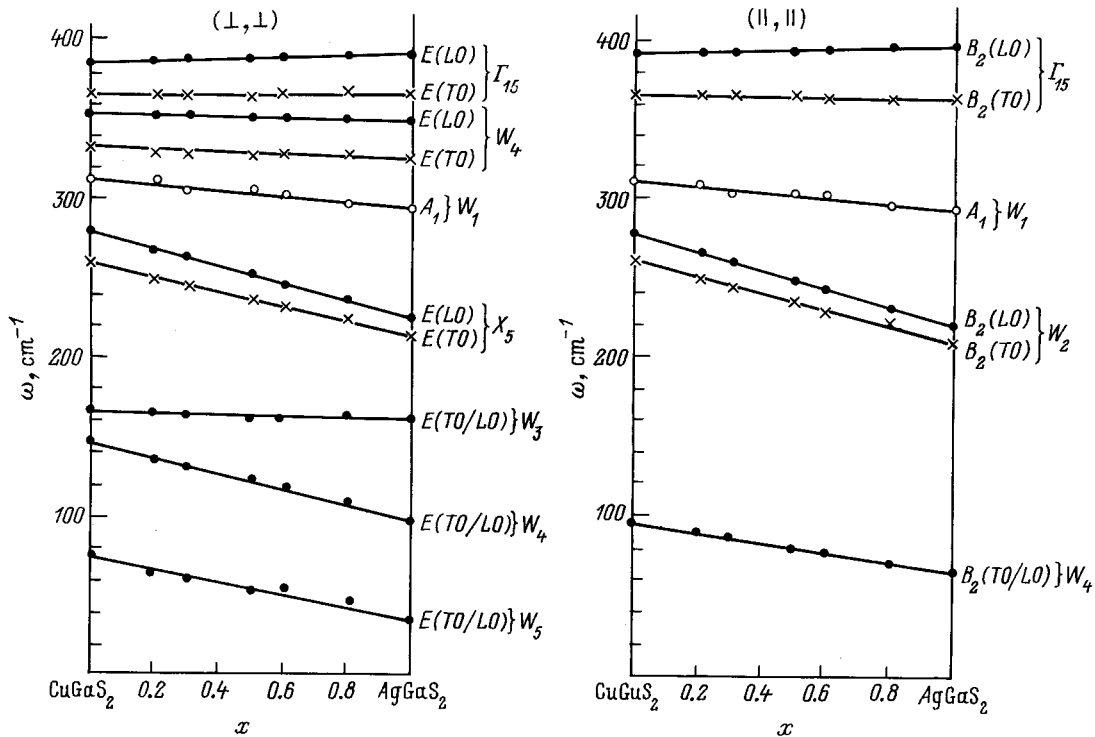 (⊥,⊥)
ω, cm⁻¹
400
300
200
100
E(LO)
E(TO)
} Γ₁₅
E(LO)
E(TO)
} W₄
A₁} W₁
E(LO)
E(TO)
} X₅
E(TO/LO)} W₃
E(TO/LO)} W₄
E(TO/LO)} W₅
CuGaS₂ 0.2 0.4 0.6 AgGaS₂
x
(||,||)
ω, cm⁻¹
400
300
200
100
B₂(LO)
B₂(TO)
} Γ₁₅
A₁} W₁
B₂(LO)
B₂(TO)
} W₂
B₂(TO/LO)} W₄
CuGuS₂ 0.2 0.4 0.6 0.8 AgGaS₂
x